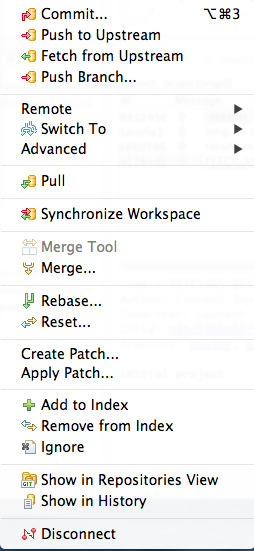 Commit... ⌥⌘3
Push to Upstream
Fetch from Upstream
Push Branch...
Remote
Switch To
Advanced
Pull
Synchronize Workspace
Merge Tool
Merge...
Rebase...
Reset...
Create Patch...
Apply Patch...
Add to Index
Remove from Index
Ignore
Show in Repositories View
Show in History
Disconnect